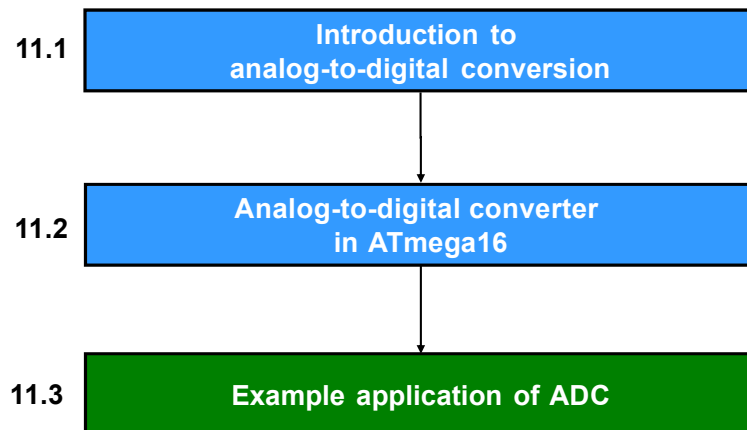 11.1
Introduction to
analog-to-digital conversion
11.2
Analog-to-digital converter
in ATmega16
11.3
Example application of ADC